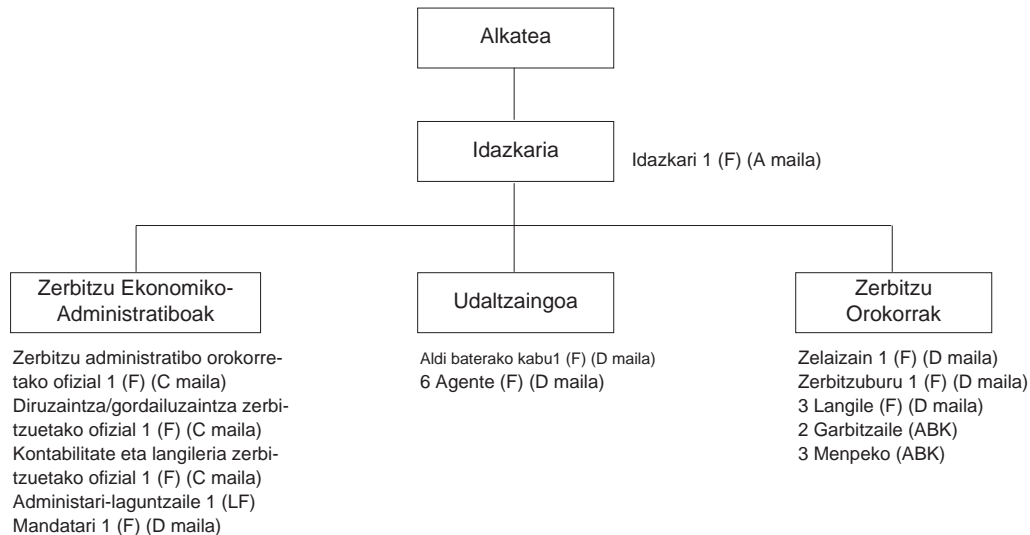 Alkatea
Idazkaria
Idazkari 1 (F) (A maila)
Zerbitzu Ekonomiko-
Administratiboak
Zerbitzu administratibo orokorre-
tako ofizial 1 (F) (C maila)
Diruzaintza/gordailuzaintza zerbi-
tzuetako ofizial 1 (F) (C maila)
Kontabilitate eta langileria zerbi-
tzuetako ofizial 1 (F) (C maila)
Administari-laguntzaile 1 (LF)
Mandatari 1 (F) (D maila)
Udaltzaingoa
Aldi baterako kabu1 (F) (D maila)
6 Agente (F) (D maila)
Zerbitzu
Orokorrak
Zelaizain 1 (F) (D maila)
Zerbitzuburu 1 (F) (D maila)
3 Langile (F) (D maila)
2 Garbitzaile (ABK)
3 Menpeko (ABK)